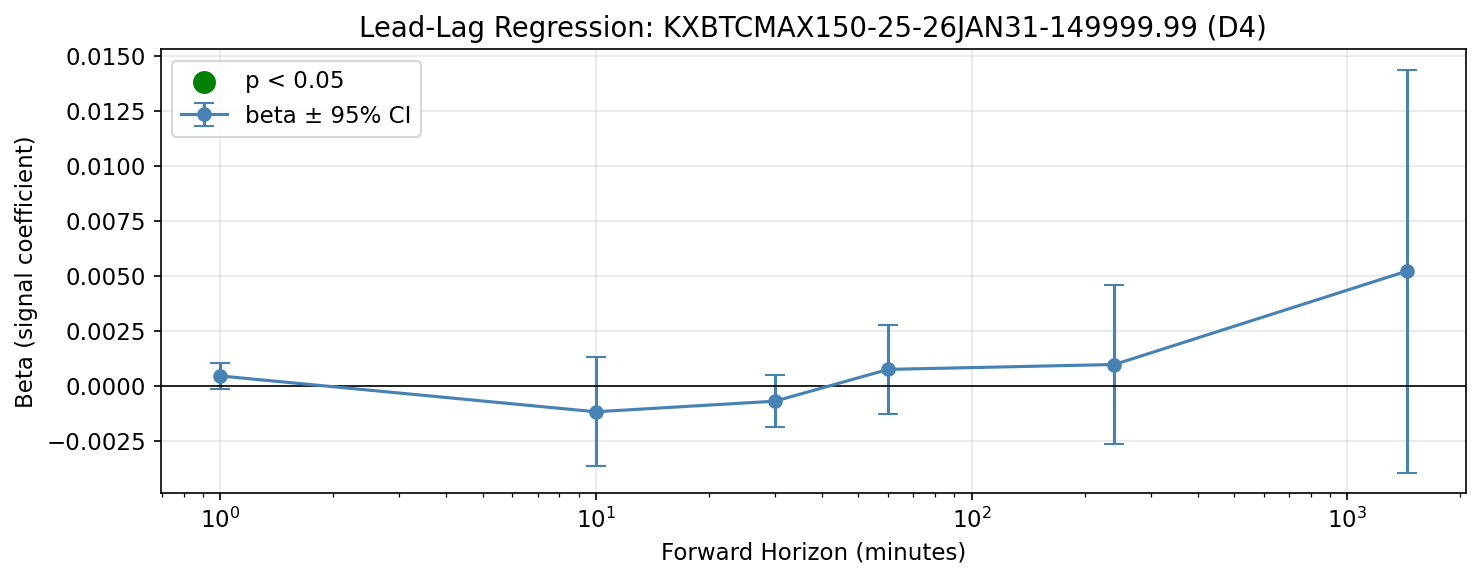 Lead-Lag Regression: KXBTCMAX150-25-26JAN31-149999.99 (D4)
p < 0.05
beta ± 95% CI
Beta (signal coefficient)
0.0150
0.0125
0.0100
0.0075
0.0050
0.0025
0.0000
−0.0025
10⁰
10¹
10²
10³
Forward Horizon (minutes)